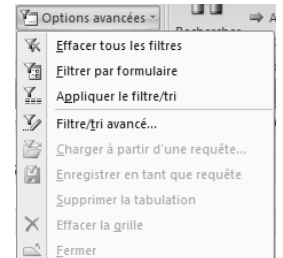 Options avancées
Rechercher
Effacer tous les filtres
Filtrer par formulaire
Appliquer le filtre/tri
Filtre/tri avancé...
Charger à partir d'une requête...
Enregistrer en tant que requête
Supprimer la tabulation
Effacer la grille
Fermer